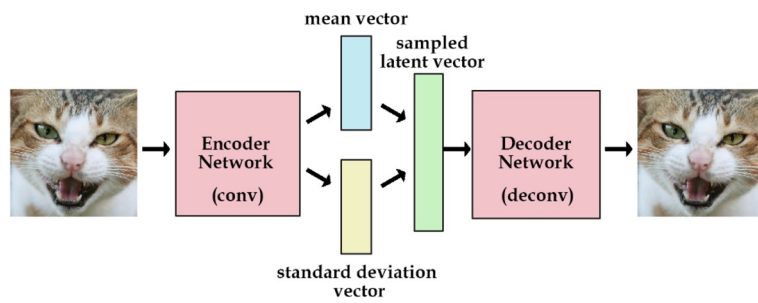 mean vector
sampled
latent vector
Encoder
Network
(conv)
Decoder
Network
(deconv)
standard deviation
vector